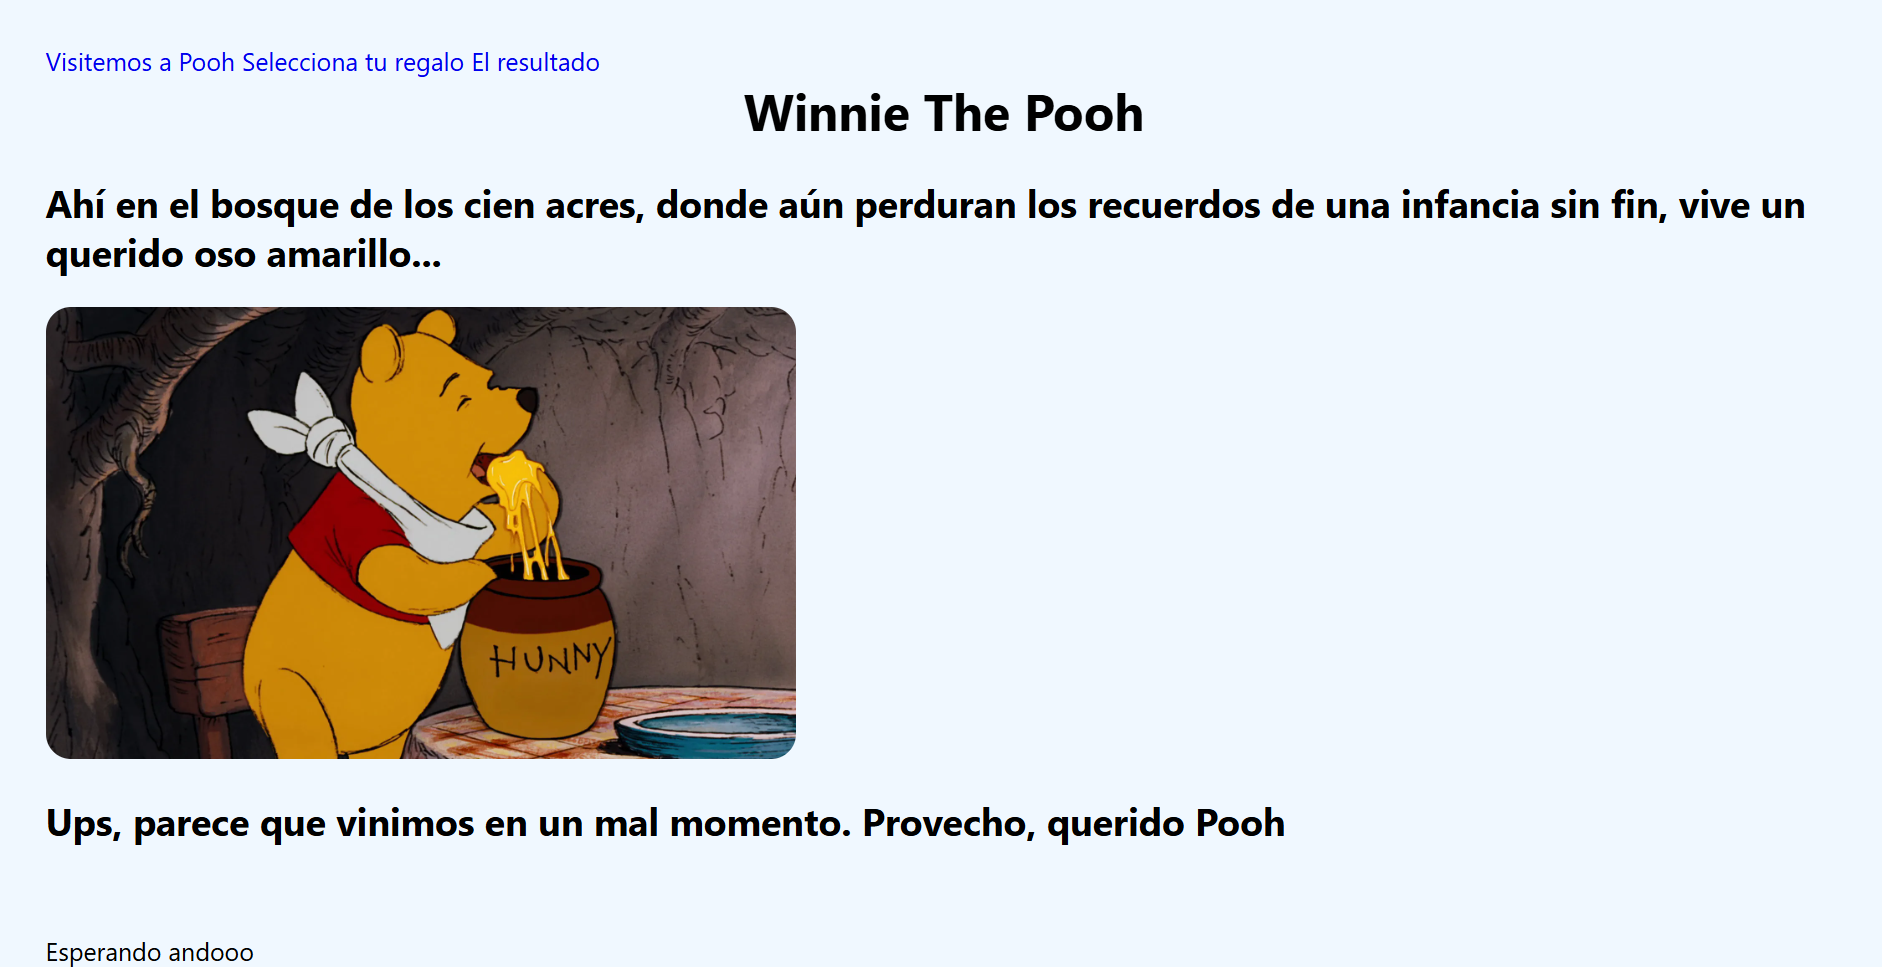 Visitemos a Pooh Selecciona tu regalo El resultado
Winnie The Pooh
Ahí en el bosque de los cien acres, donde aún perduran los recuerdos de una infancia sin fin, vive un
querido oso amarillo...
HUNNY
Ups, parece que vinimos en un mal momento. Provecho, querido Pooh
Esperando andooo